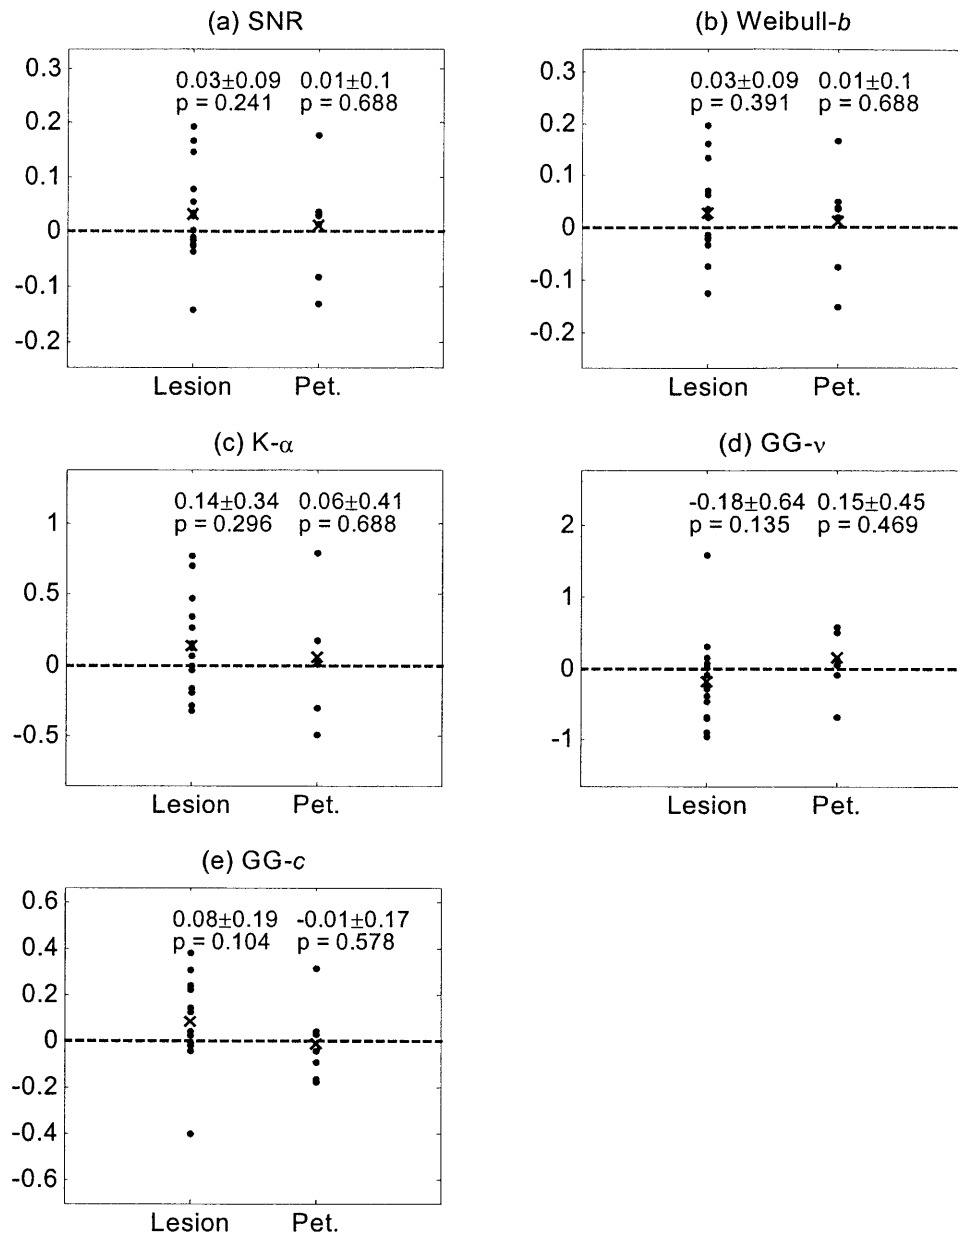 (a) SNR
0.3
0.2
0.1
0
-0.1
-0.2
0.03±0.09 0.01±0.1
p = 0.241 p = 0.688
Lesion Pet.
(b) Weibull-b
0.3
0.2
0.1
0
-0.1
-0.2
0.03±0.09 0.01±0.1
p = 0.391 p = 0.688
Lesion Pet.
(c) K-α
1
0.5
0
-0.5
0.14±0.34 0.06±0.41
p = 0.296 p = 0.688
Lesion Pet.
(d) GG-ν
2
1
0
-1
-0.18±0.64 0.15±0.45
p = 0.135 p = 0.469
Lesion Pet.
(e) GG-c
0.6
0.4
0.2
0
-0.2
-0.4
-0.6
0.08±0.19 -0.01±0.17
p = 0.104 p = 0.578
Lesion Pet.